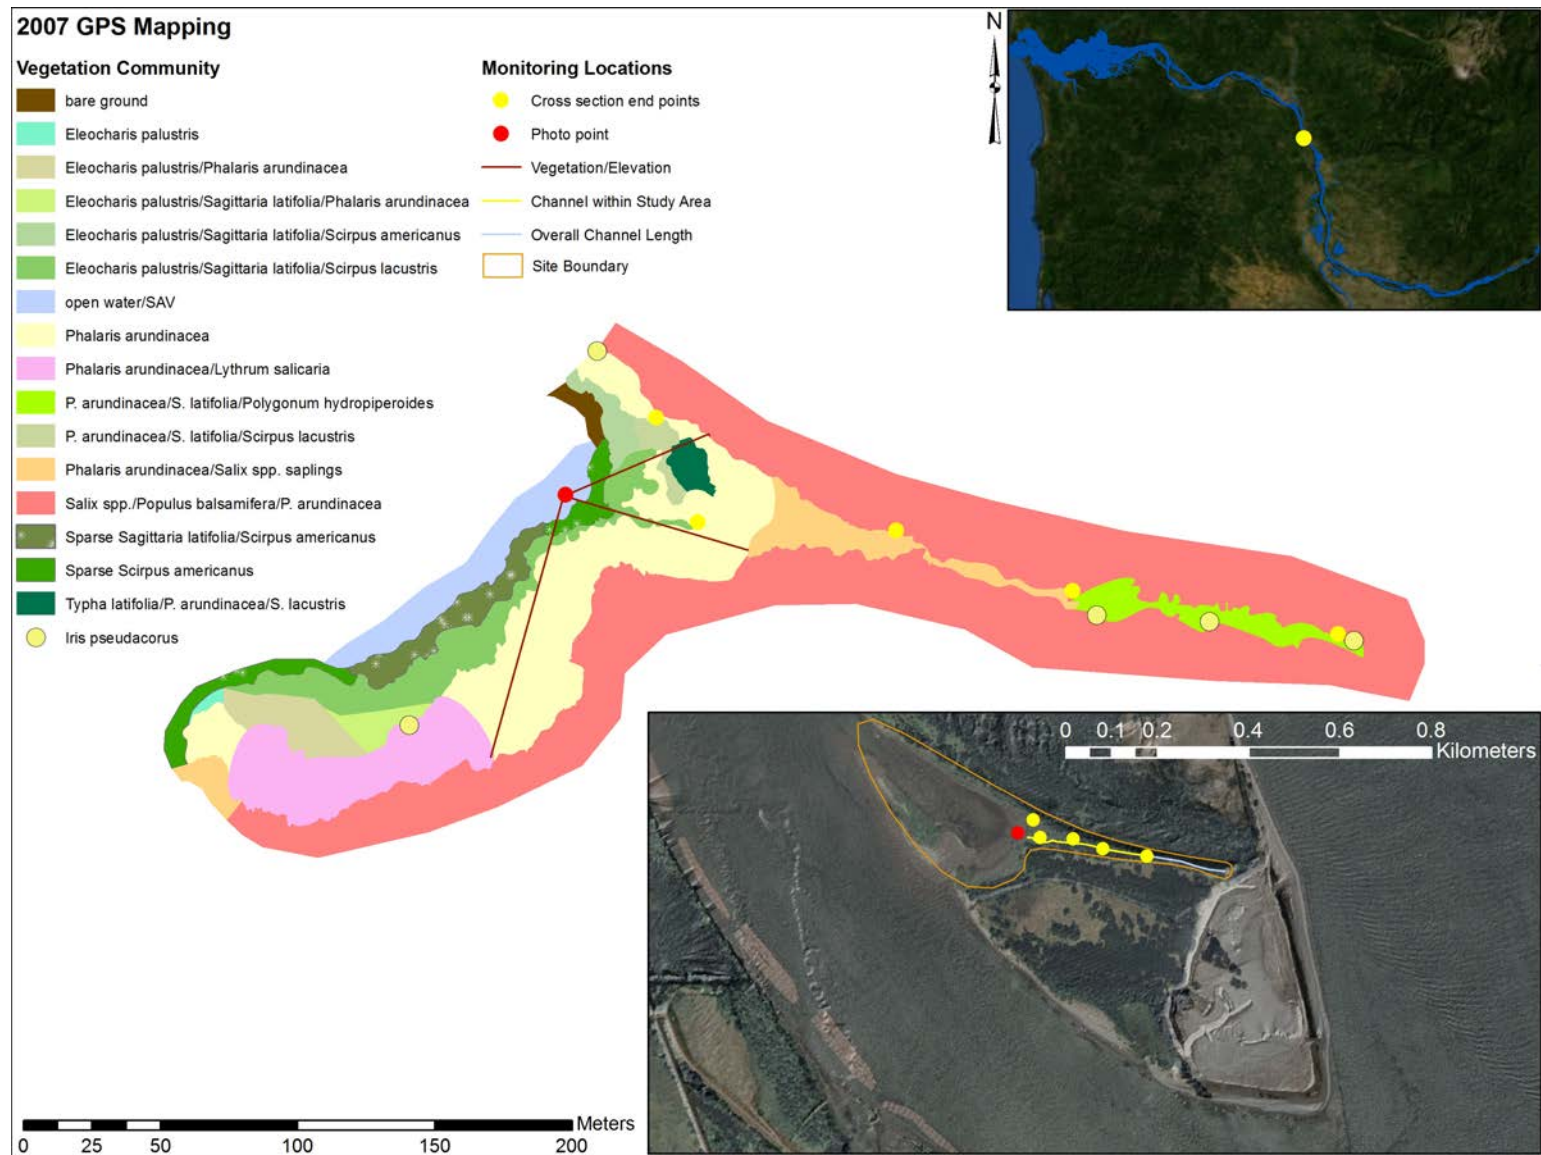 2007 GPS Mapping
Vegetation Community
bare ground
Eleocharis palustris
Eleocharis palustris/Phalaris arundinacea
Eleocharis palustris/Sagittaria latifolia/Phalaris arundinacea
Eleocharis palustris/Sagittaria latifolia/Scirpus americanus
Eleocharis palustris/Sagittaria latifolia/Scirpus lacustris
open water/SAV
Phalaris arundinacea
Phalaris arundinacea/Lythrum salicaria
P. arundinacea/S. latifolia/Polygonum hydropiperoides
P. arundinacea/S. latifolia/Scirpus lacustris
Phalaris arundinacea/Salix spp. saplings
Salix spp./Populus balsamifera/P. arundinacea
Sparse Sagittaria latifolia/Scirpus americanus
Sparse Scirpus americanus
Typha latifolia/P. arundinacea/S. lacustris
Iris pseudacorus
Monitoring Locations
Cross section end points
Photo point
Vegetation/Elevation
Channel within Study Area
Overall Channel Length
Site Boundary
N
0 0.1 0.2 0.4 0.6 0.8
Kilometers
Meters
0 25 50 100 150 200